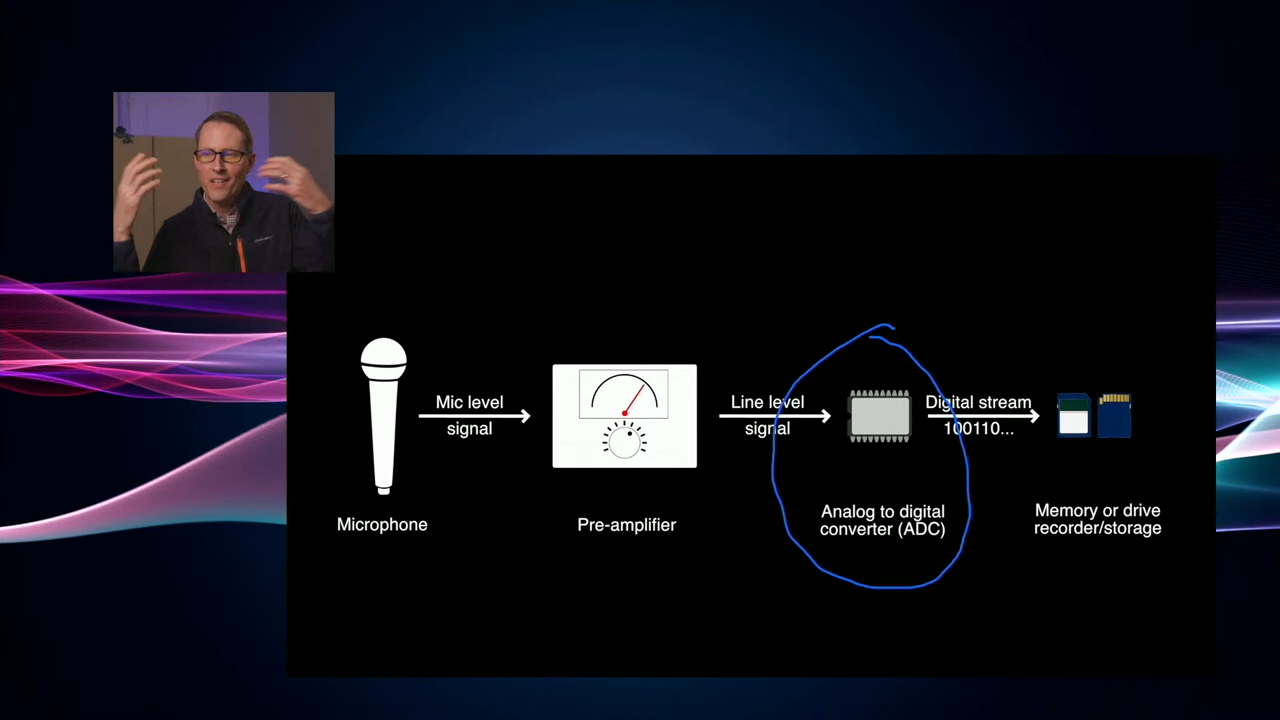 Mic level
signal
Line level
signal
Digital stream
100110...
Microphone
Pre-amplifier
Analog to digital
converter (ADC)
Memory or drive
recorder/storage